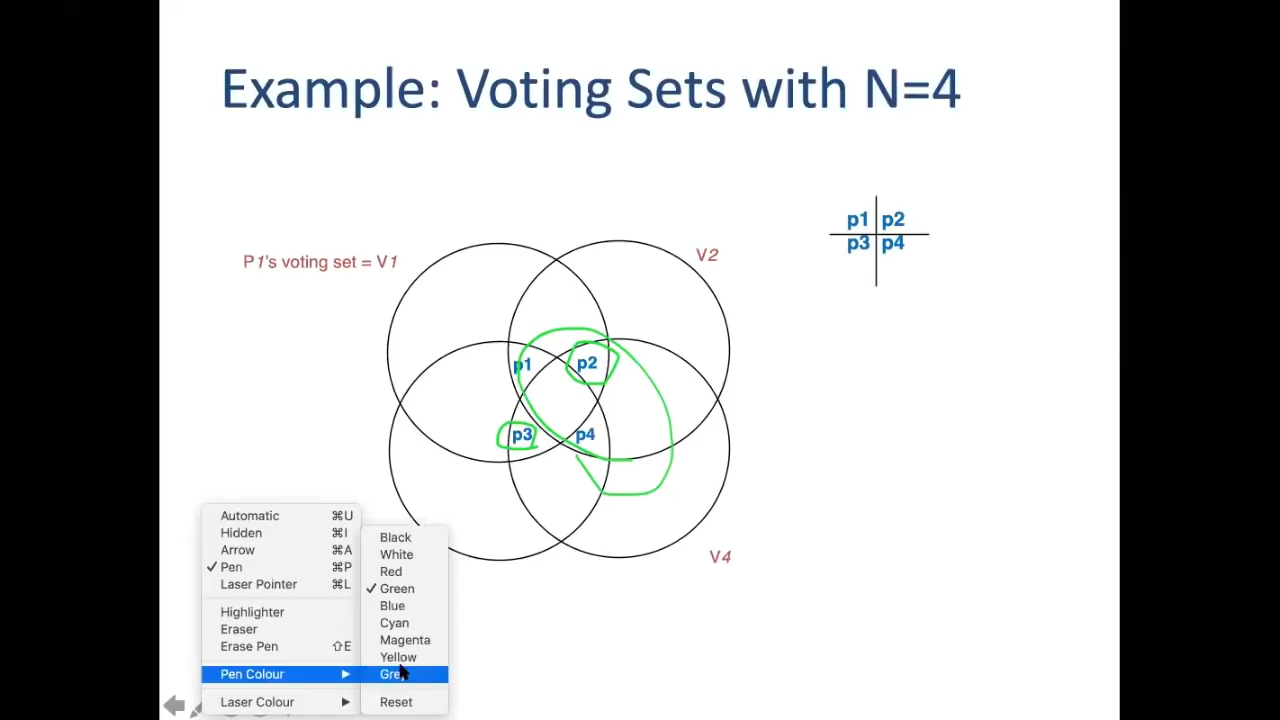 Example: Voting Sets with N=4
p1 p2
p3 p4
P1's voting set = V1
V2
p1 p2
p3 p4
V4
Automatic ⌘U
Hidden ⌘I
Arrow ⌘A
✓ Pen ⌘P
Laser Pointer ⌘L
Highlighter
Eraser
Erase Pen ⇧E
Pen Colour
Laser Colour
Black
White
Red
✓ Green
Blue
Cyan
Magenta
Yellow
Reset